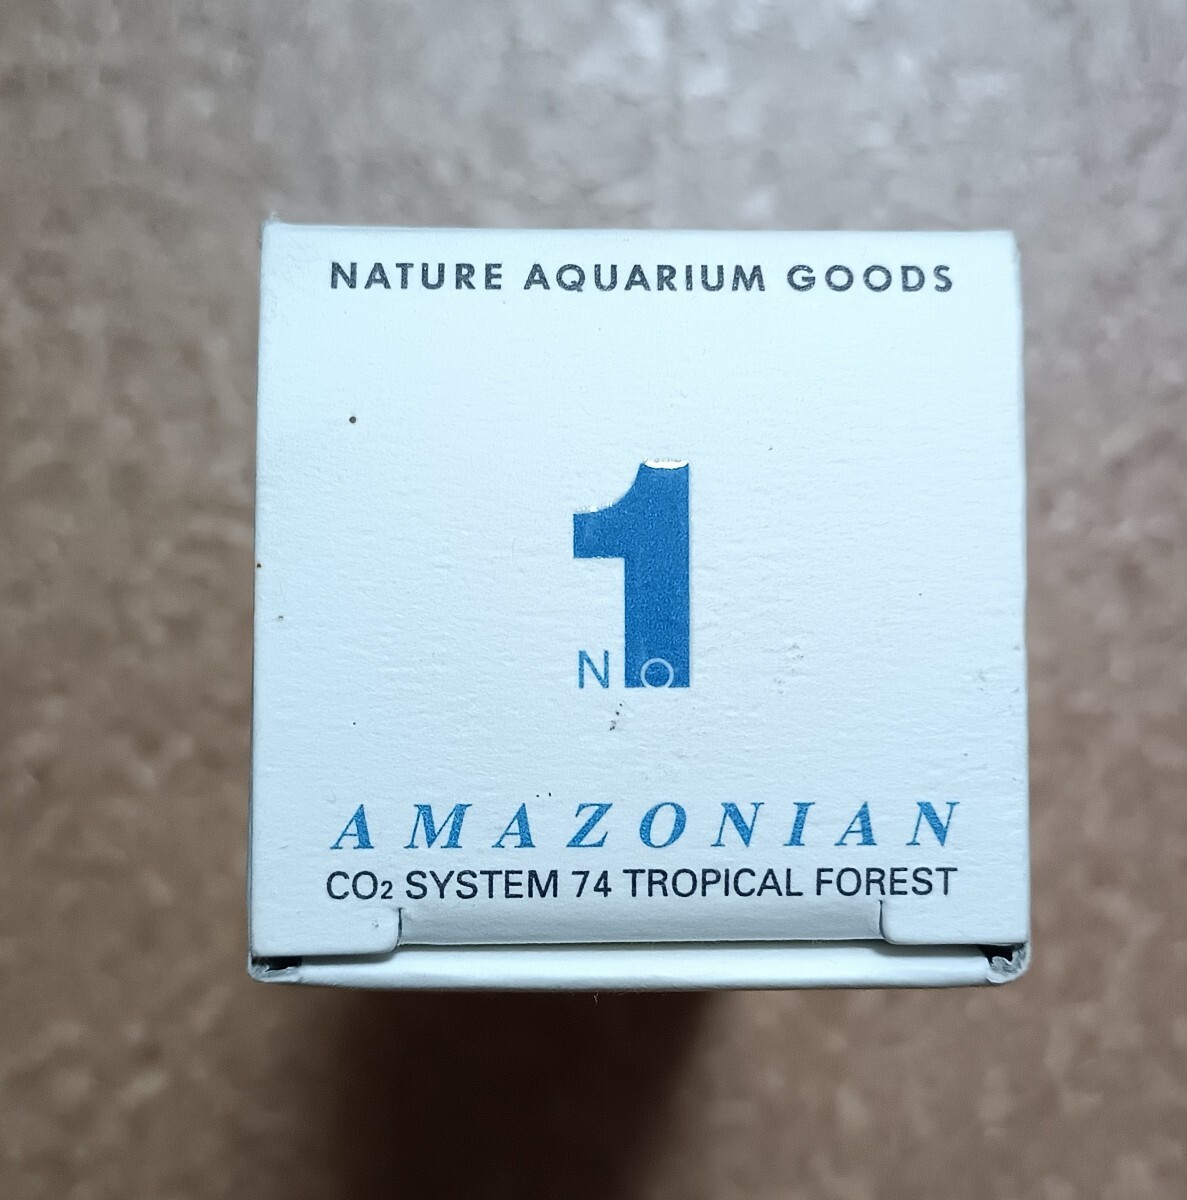 NATURE AQUARIUM GOODS
No 1
AMAZONIAN
CO₂ SYSTEM 74 TROPICAL FOREST